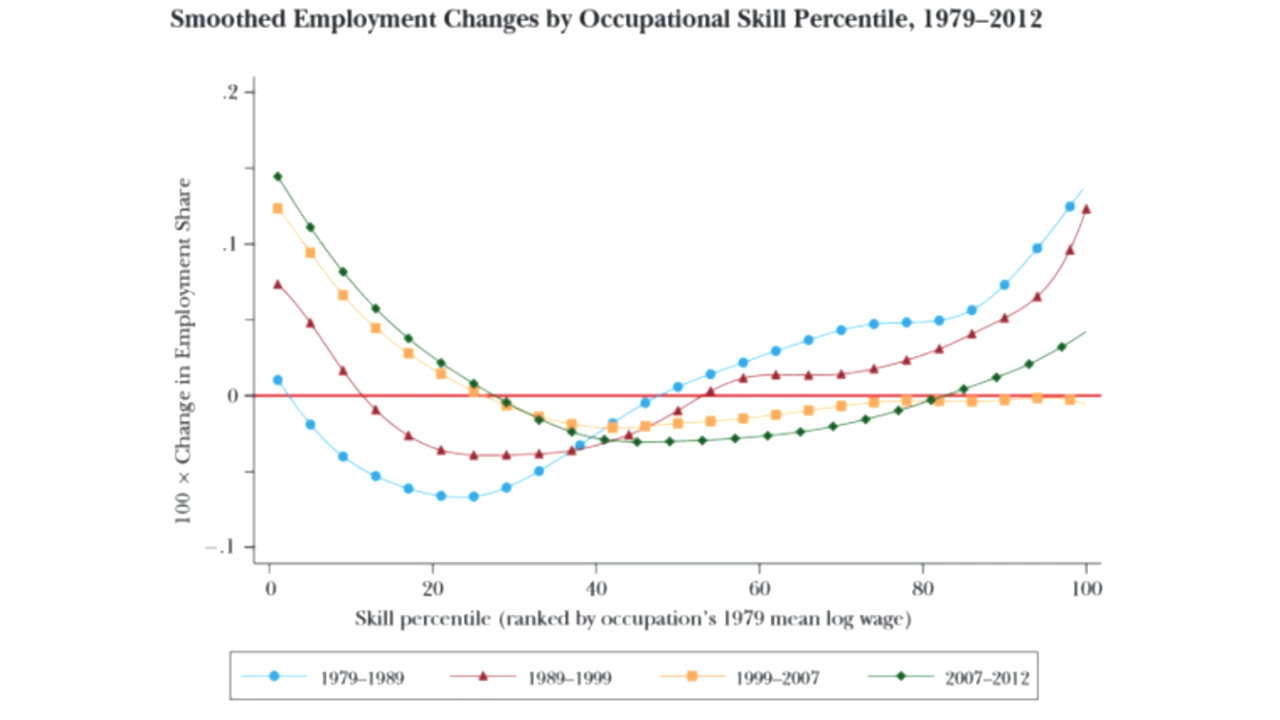 Smoothed Employment Changes by Occupational Skill Percentile, 1979–2012
.2
.1
0
–.1
100 × Change in Employment Share
0 20 40 60 80 100
Skill percentile (ranked by occupation's 1979 mean log wage)
1979–1989 1989–1999 1999–2007 2007–2012